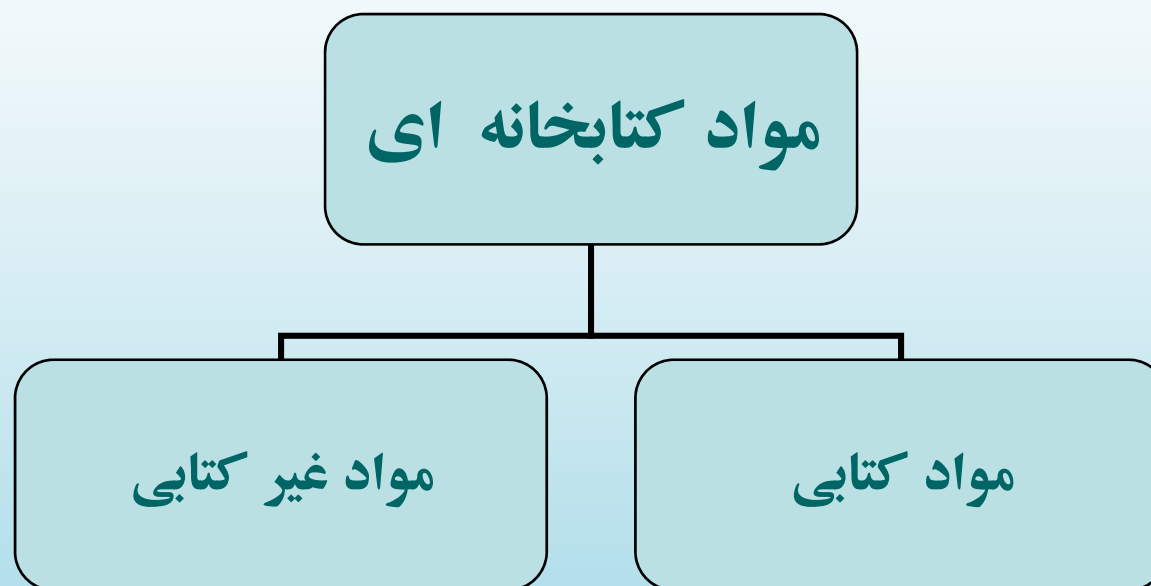 مواد کتابخانه ای
مواد کتابی
مواد غیر کتابی